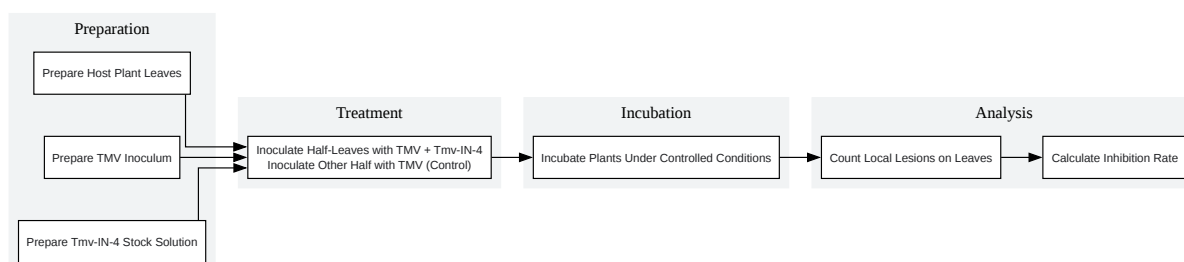 Preparation
Prepare Host Plant Leaves
Prepare TMV Inoculum
Prepare Tmv-IN-4 Stock Solution
Treatment
Inoculate Half-Leaves with TMV + Tmv-IN-4
Inoculate Other Half with TMV (Control)
Incubation
Incubate Plants Under Controlled Conditions
Analysis
Count Local Lesions on Leaves
Calculate Inhibition Rate